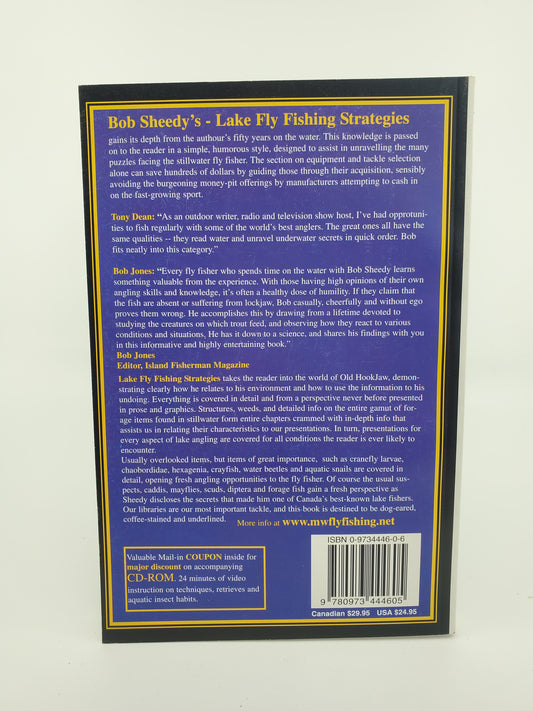 Bob Sheedy's - Lake Fly Fishing Strategies
gains its depth from the authour's fifty years on the water. This knowledge is passed
on to the reader in a simple, humorous style, designed to assist in unravelling the many
puzzles facing the stillwater fly fisher. The section on equipment and tackle selection
alone can save hundreds of dollars by guiding those through their acquisition, sensibly
avoiding the burgeoning money-pit offerings by manufacturers attempting to cash in
on the fast-growing sport.
Tony Dean: "As an outdoor writer, radio and television show host, I've had opprotuni-
ties to fish regularly with some of the world's best anglers. The great ones all have the
same qualities -- they read water and unravel underwater secrets in quick order. Bob
fits neatly into this category."
Bob Jones: "Every fly fisher who spends time on the water with Bob Sheedy learns
something valuable from the experience. With those having high opinions of their own
angling skills and knowledge, it's often a healthy dose of humility. If they claim that
the fish are absent or suffering from lockjaw, Bob casually, cheerfully and without ego
proves them wrong. He accomplishes this by drawing from a lifetime devoted to
studying the creatures on which trout feed, and observing how they react to various
conditions and situations, He has it down to a science, and shares his findings with you
in this informative and highly entertaining book."
Bob Jones
Editor, Island Fisherman Magazine
Lake Fly Fishing Strategies takes the reader into the world of Old HookJaw, demon-
strating clearly how he relates to his environment and how to use the information to his
undoing. Everything is covered in detail and from a perspective never before presented
in prose and graphics. Structures, weeds, and detailed info on the entire gamut of for-
age items found in stillwater form entire chapters crammed with in-depth info that
assists us in relating their characteristics to our presentations. In turn, presentations for
every aspect of lake angling are covered for all conditions the reader is ever likely to
encounter.
Usually overlooked items, but items of great importance, such as cranefly larvae,
chaobordidae, hexagenia, crayfish, water beetles and aquatic snails are covered in
detail, opening fresh angling opportunities to the fly fisher. Of course the usual sus-
pects, caddis, mayflies, scuds, diptera and forage fish gain a fresh perspective as
Sheedy discloses the secrets that made him one of Canada's best-known lake fishers.
Our libraries are our most important tackle, and this book is destined to be dog-eared,
coffee-stained and underlined.
More info at www.mwflyfishing.net
Valuable Mail-in COUPON inside for
major discount on accompanying
CD-ROM. 24 minutes of video
instruction on techniques, retrieves and
aquatic insect habits.
ISBN 0-9734446-0-6
9 780973 444605
Canadian $29.95 USA $24.95